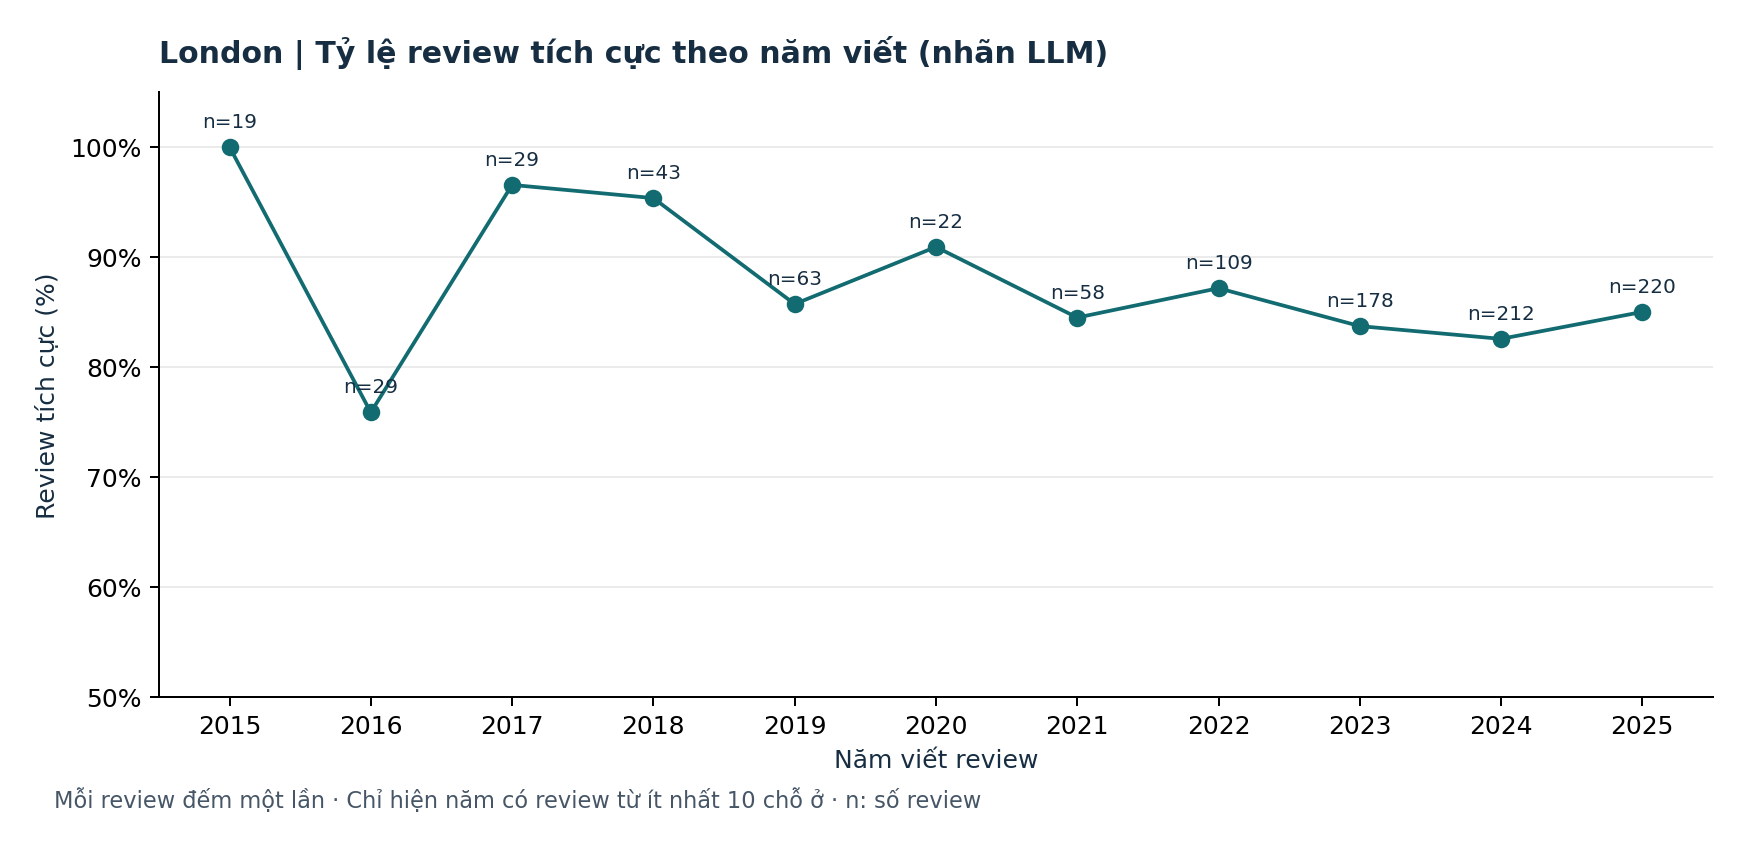 London | Tỷ lệ review tích cực theo năm viết (nhãn LLM)
Review tích cực (%)
100%
90%
80%
70%
60%
50%
n=19
n=29
n=29
n=43
n=63
n=22
n=58
n=109
n=178
n=212
n=220
2015 2016 2017 2018 2019 2020 2021 2022 2023 2024 2025
Năm viết review
Mỗi review đếm một lần · Chỉ hiện năm có review từ ít nhất 10 chỗ ở · n: số review